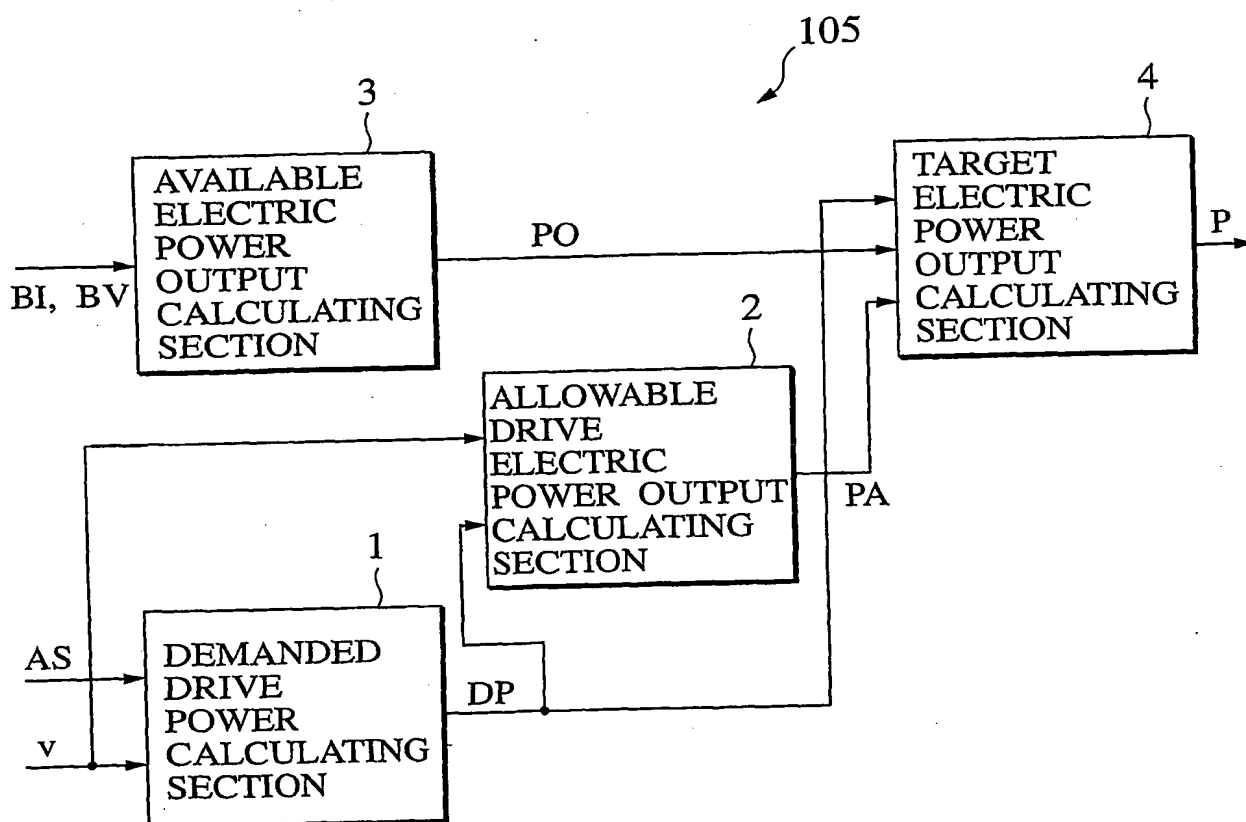 105
3
AVAILABLE
ELECTRIC
POWER
OUTPUT
CALCULATING
SECTION
BI, BV
PO
4
TARGET
ELECTRIC
POWER
OUTPUT
CALCULATING
SECTION
P
2
ALLOWABLE
DRIVE
ELECTRIC
POWER OUTPUT
CALCULATING
SECTION
PA
1
DEMANDED
DRIVE
POWER
CALCULATING
SECTION
AS
v
DP